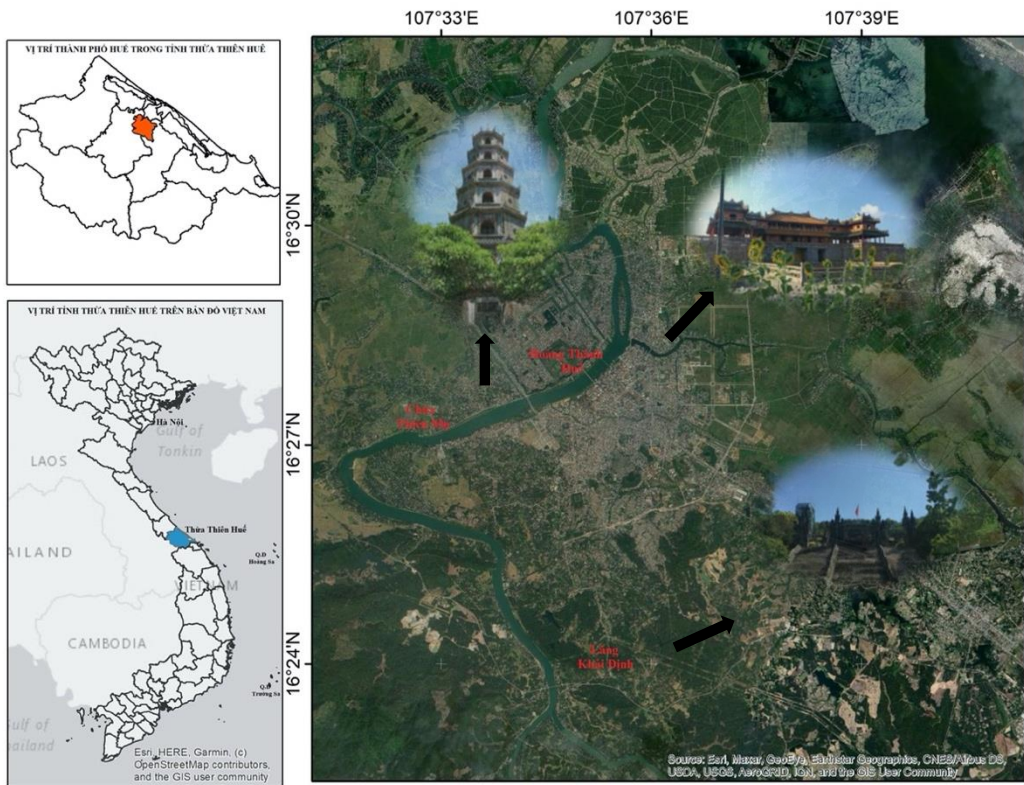 107°33'E 107°36'E 107°39'E
VỊ TRÍ THÀNH PHỐ HUẾ TRONG TỈNH THỪA THIÊN HUẾ
16°30'N
16°27'N
16°24'N
VỊ TRÍ TỈNH THỪA THIÊN HUẾ TRÊN BẢN ĐỒ VIỆT NAM
Hà Nội
Gulf of
Tonkin
LAOS
Thừa Thiên Huế
AILAND
Q.Đ
Hoàng Sa
VIETNAM
CAMBODIA
Q.Đ
Trường Sa
ulf of
hailand
Esri, HERE, Garmin, (c)
OpenStreetMap contributors,
and the GIS user community
Hoàng Thành
Huế
Chùa
Thiên Mụ
Lăng
Khải Định
Source: Esri, Maxar, GeoEye, Earthstar Geographics, CNES/Airbus DS,
USDA, USGS, AeroGRID, IGN, and the GIS User Community